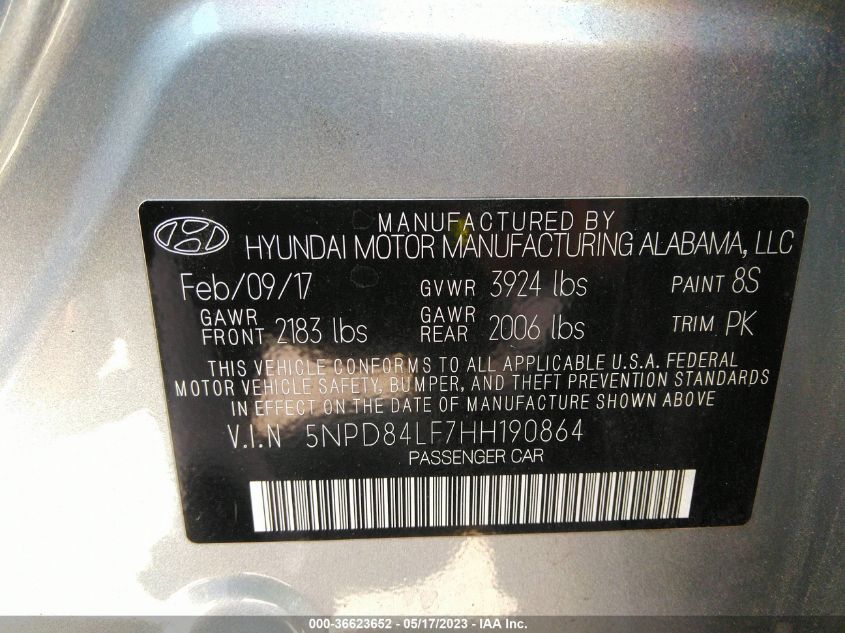 MANUFACTURED BY
HYUNDAI MOTOR MANUFACTURING ALABAMA, LLC
Feb/09/17 GVWR 3924 lbs PAINT 8S
GAWR FRONT 2183 lbs GAWR REAR 2006 lbs TRIM PK
THIS VEHICLE CONFORMS TO ALL APPLICABLE U.S.A. FEDERAL
MOTOR VEHICLE SAFETY, BUMPER, AND THEFT PREVENTION STANDARDS
IN EFFECT ON THE DATE OF MANUFACTURE SHOWN ABOVE
V.I.N 5NPD84LF7HH190864
PASSENGER CAR
000-36623652 - 05/17/2023 - IAA Inc.